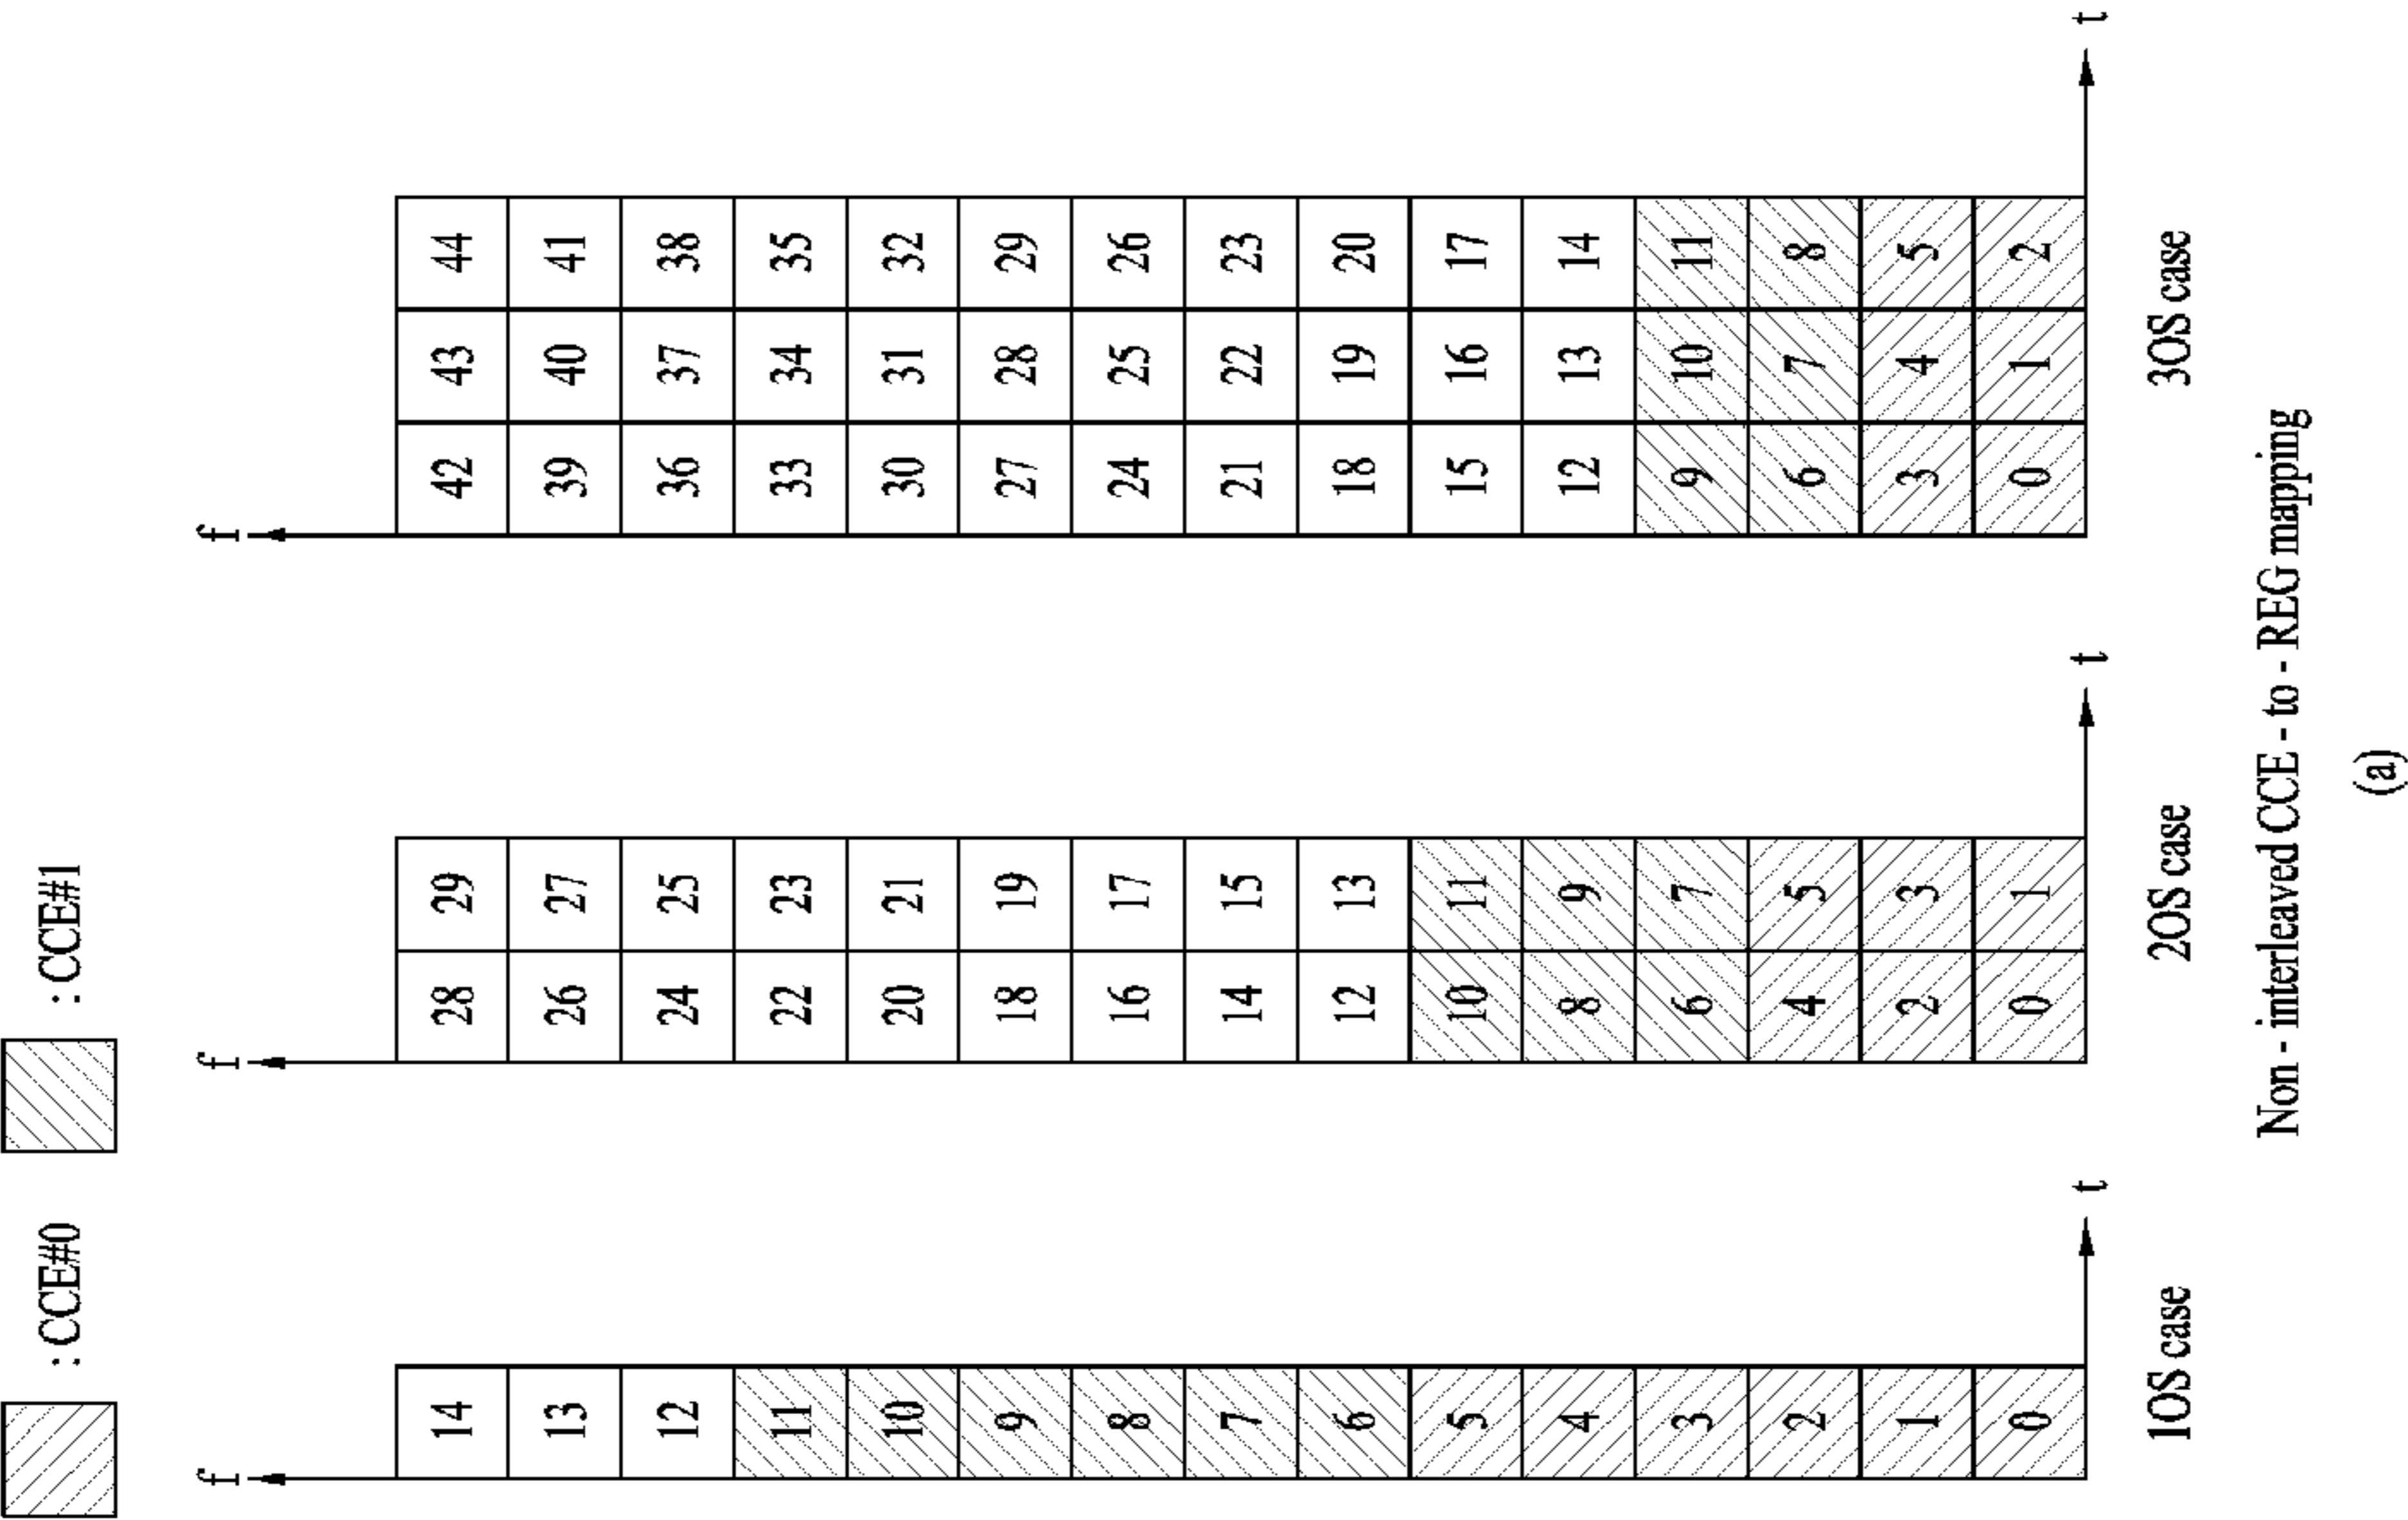 : CCE#0 : CCE#1
f f f
14 28 29 42 43 44
13 26 27 39 40 41
12 24 25 36 37 38
11 22 23 33 34 35
10 20 21 30 31 32
9 18 19 27 28 29
8 16 17 24 25 26
7 14 15 21 22 23
6 12 13 18 19 20
5 10 11 15 16 17
4 8 9 12 13 14
3 6 7 9 10 11
2 4 5 6 7 8
1 2 3 3 4 5
0 0 1 0 1 2
t t t
1OS case 2OS case 3OS case
Non - interleaved CCE - to - REG mapping
(a)